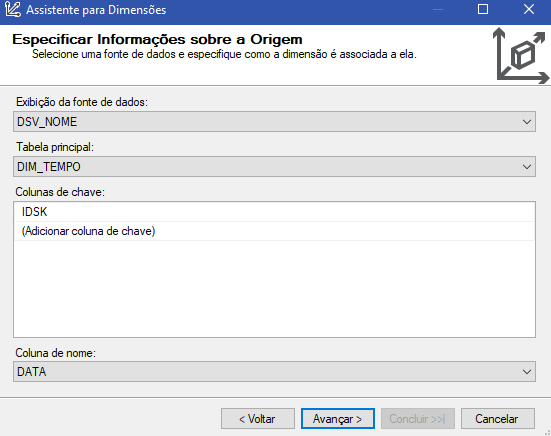 Assistente para Dimensões
Especificar Informações sobre a Origem
Selecione uma fonte de dados e especifique como a dimensão é associada a ela.
Exibição da fonte de dados:
DSV_NOME
Tabela principal:
DIM_TEMPO
Colunas de chave:
IDSK
(Adicionar coluna de chave)
Coluna de nome:
DATA
< Voltar
Avançar >
Concluir >>|
Cancelar